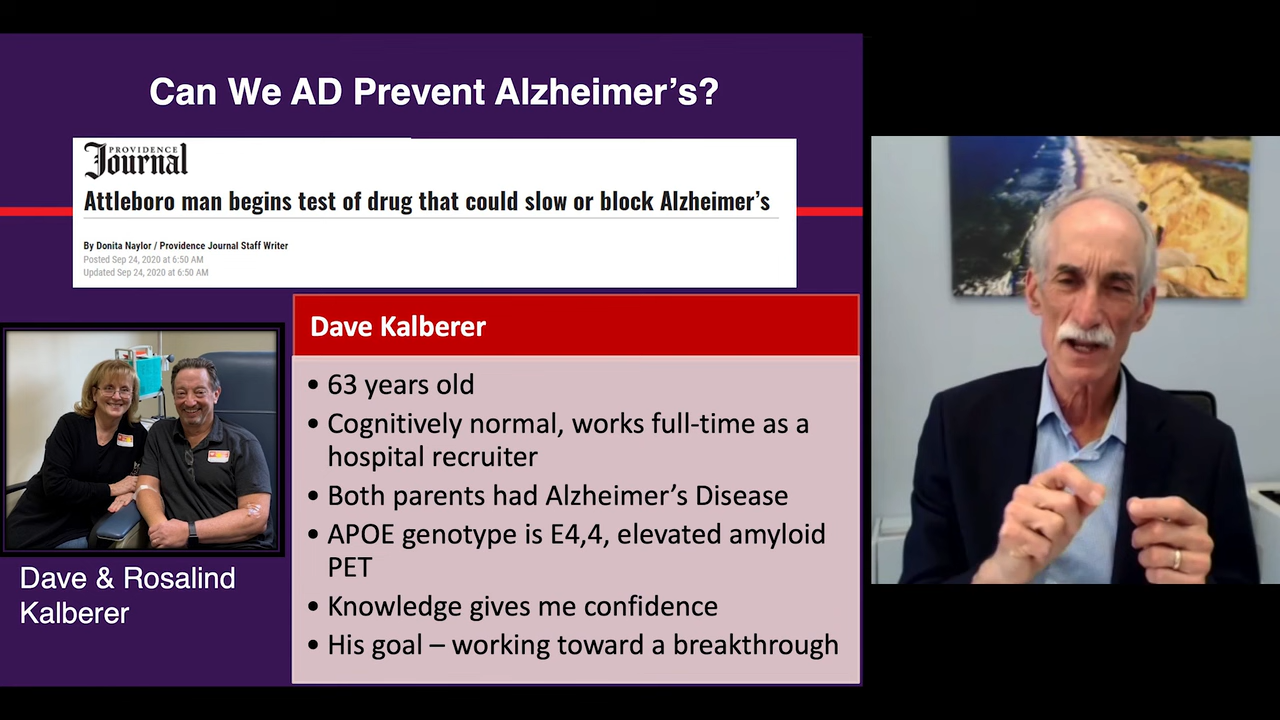 Can We AD Prevent Alzheimer's?
PROVIDENCE
Journal
Attleboro man begins test of drug that could slow or block Alzheimer's
By Donita Naylor / Providence Journal Staff Writer
Posted Sep 24, 2020 at 6:50 AM
Updated Sep 24, 2020 at 6:50 AM
Dave Kalberer
• 63 years old
• Cognitively normal, works full-time as a
hospital recruiter
• Both parents had Alzheimer's Disease
• APOE genotype is E4,4, elevated amyloid
PET
• Knowledge gives me confidence
• His goal – working toward a breakthrough
Dave & Rosalind
Kalberer